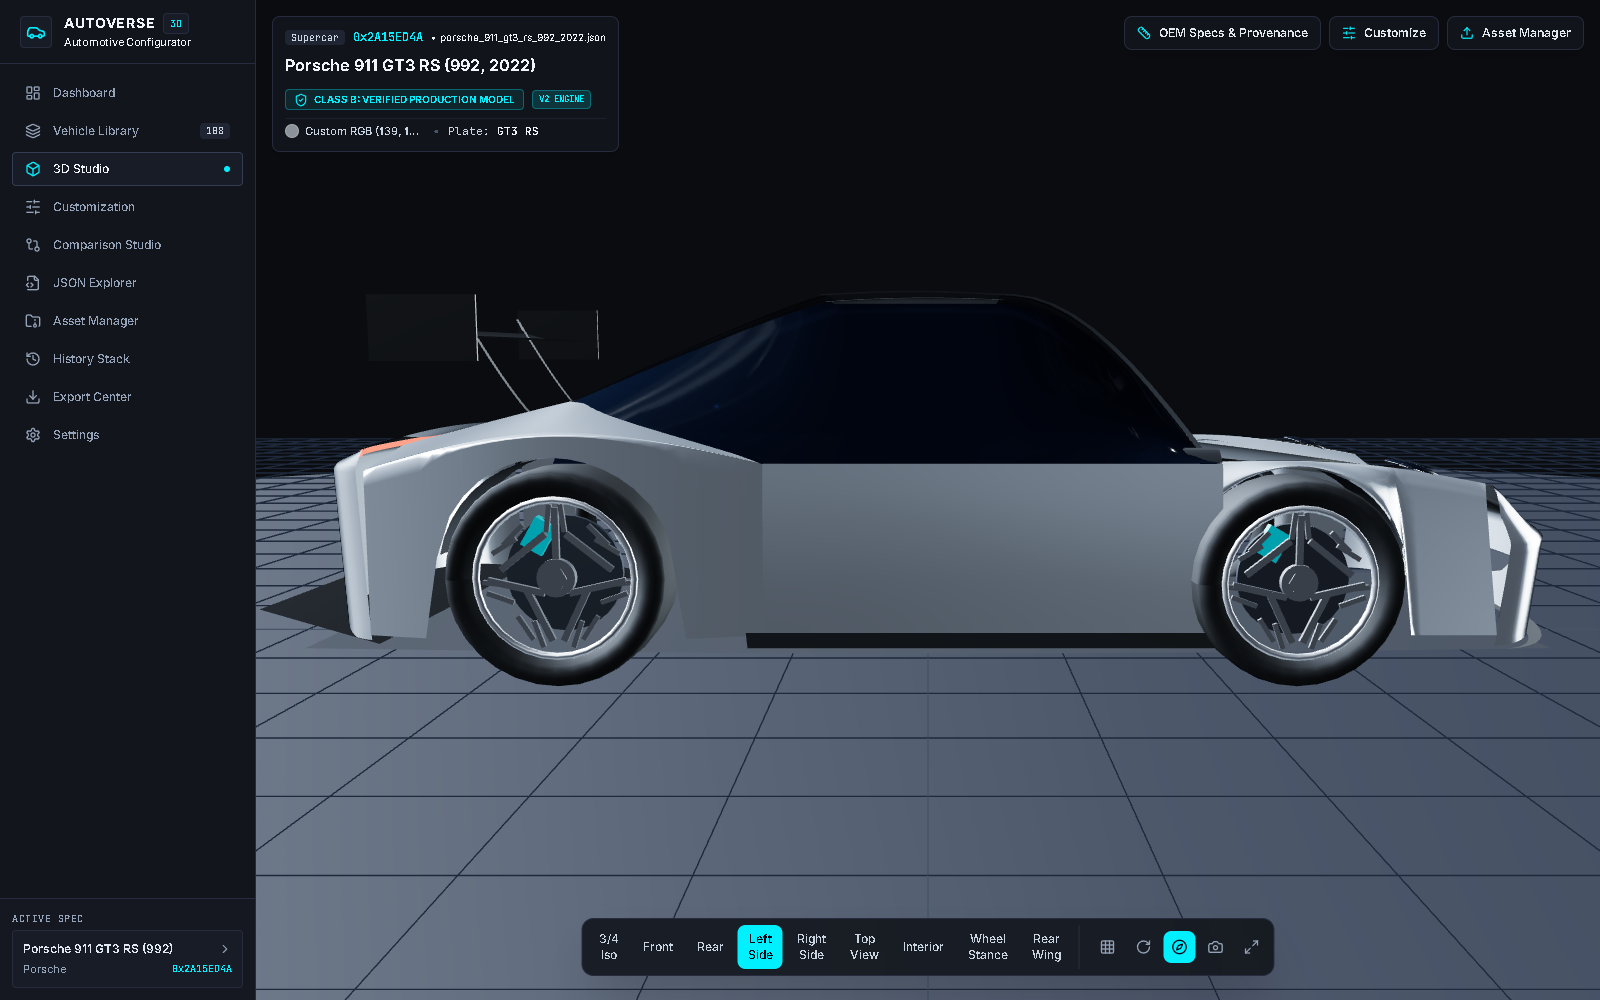 AUTOVERSE 3D
Automotive Configurator
Dashboard
Vehicle Library 188
3D Studio
Customization
Comparison Studio
JSON Explorer
Asset Manager
History Stack
Export Center
Settings
ACTIVE SPEC
Porsche 911 GT3 RS (992)
Porsche 0x2A15ED4A
Supercar 0x2A15ED4A • porsche_911_gt3_rs_992_2022.json
Porsche 911 GT3 RS (992, 2022)
CLASS B: VERIFIED PRODUCTION MODEL V2 ENGINE
Custom RGB (139, 1... • Plate: GT3 RS
OEM Specs & Provenance
Customize
Asset Manager
3/4 Iso
Front
Rear
Left Side
Right Side
Top View
Interior
Wheel Stance
Rear Wing